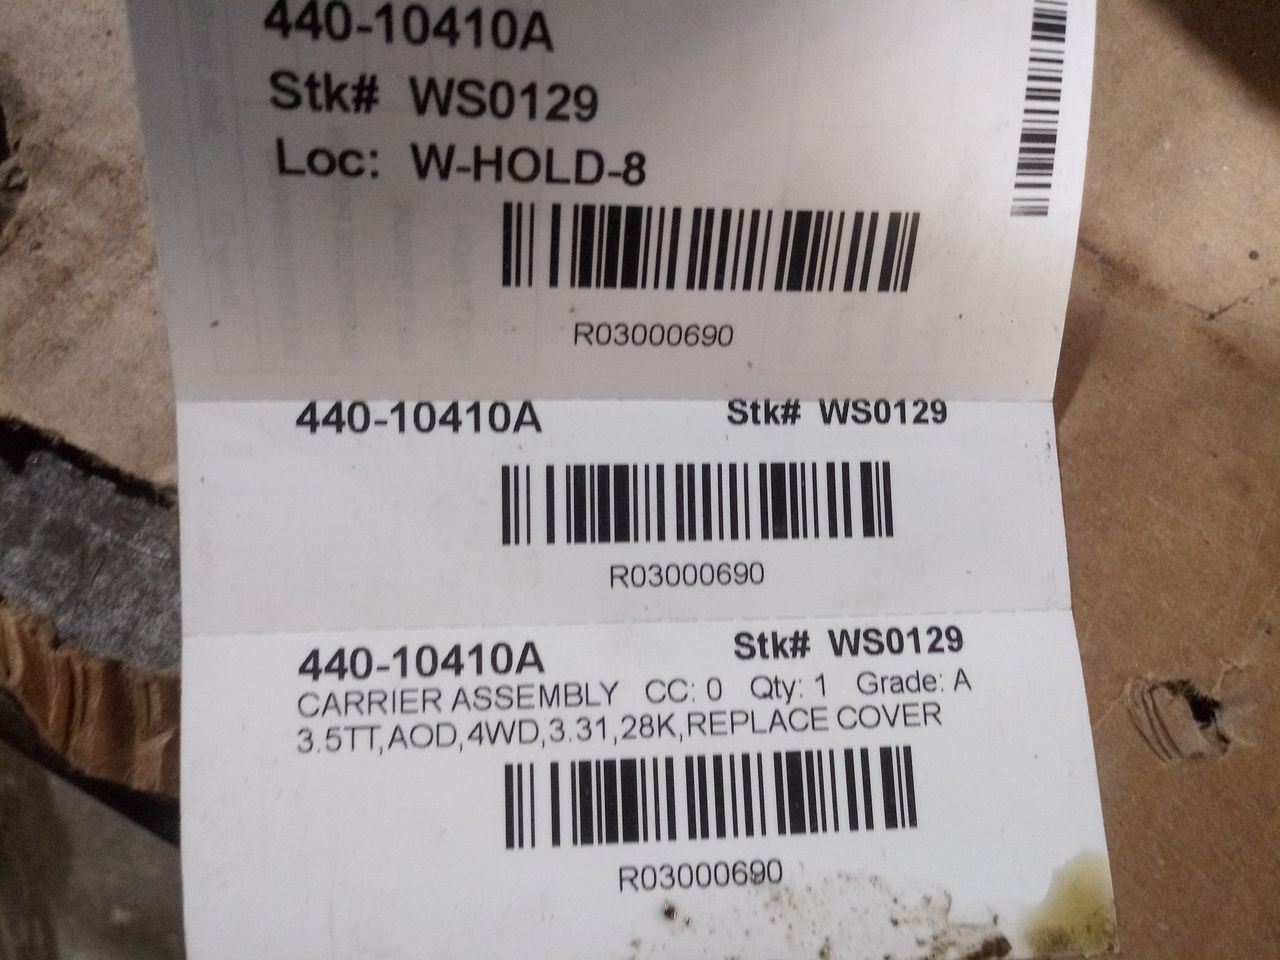 440-10410A
Stk# WS0129
Loc: W-HOLD-8
R03000690
440-10410A Stk# WS0129
R03000690
440-10410A Stk# WS0129
CARRIER ASSEMBLY CC: 0 Qty: 1 Grade: A
3.5TT,AOD,4WD,3.31,28K,REPLACE COVER
R03000690